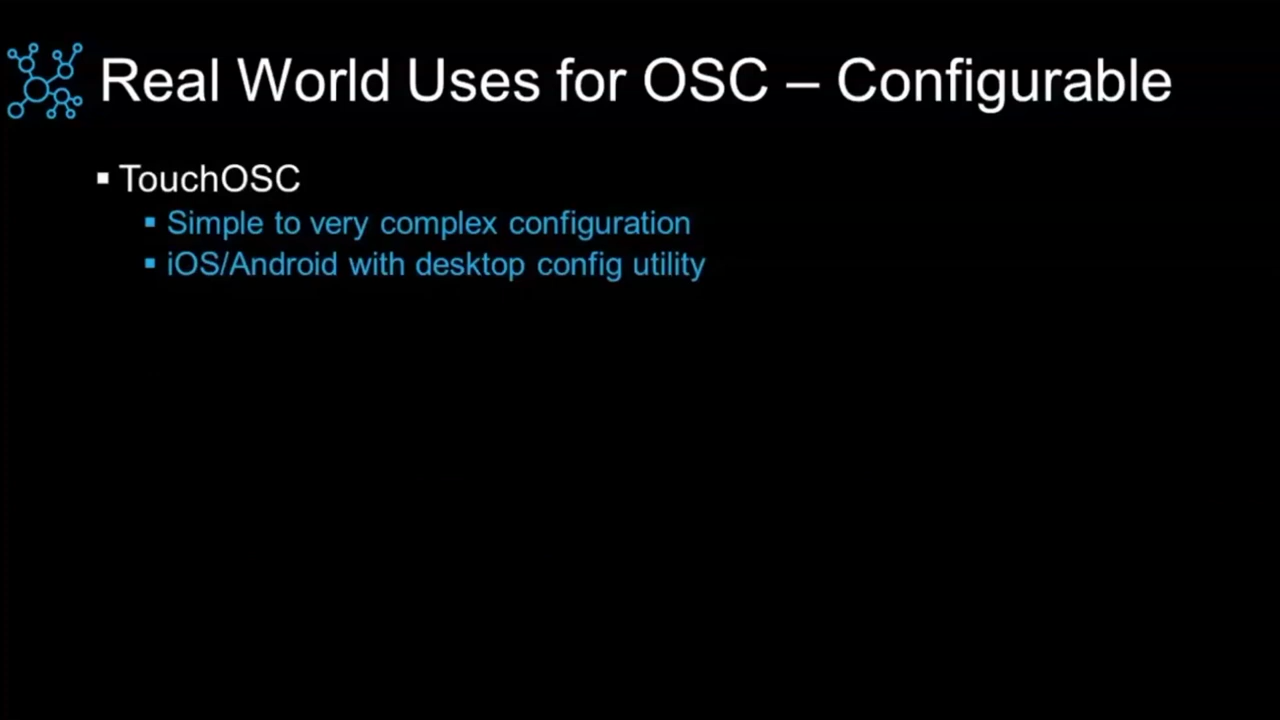 Real World Uses for OSC – Configurable
▪ TouchOSC
▪ Simple to very complex configuration
▪ iOS/Android with desktop config utility